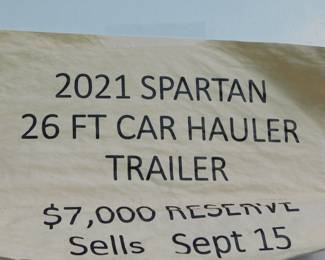 2021 SPARTAN
26 FT CAR HAULER
TRAILER
$7,000 RESERVE
Sells Sept 15